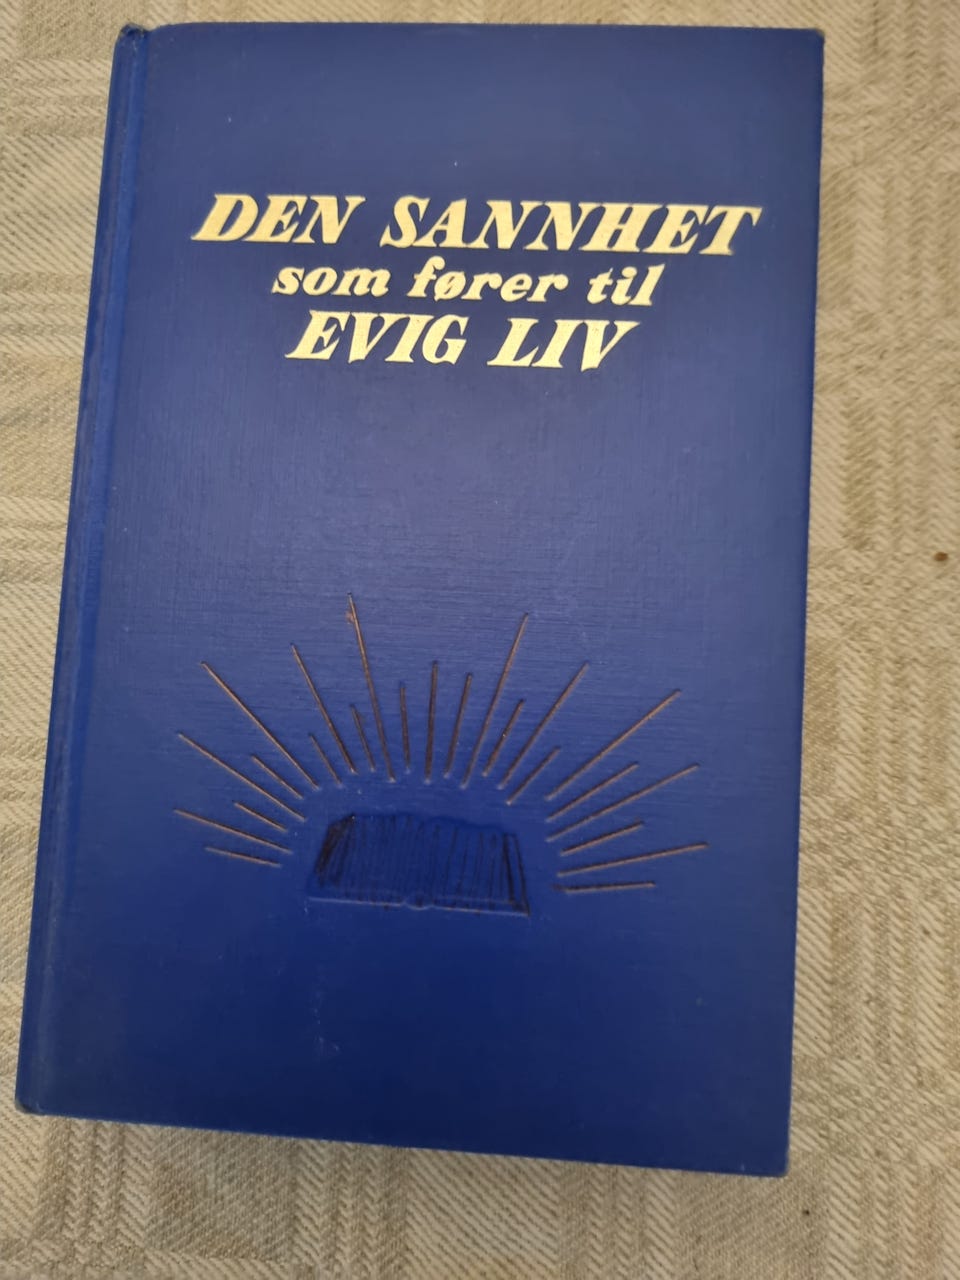 DEN SANNHET
som fører til
EVIG LIV